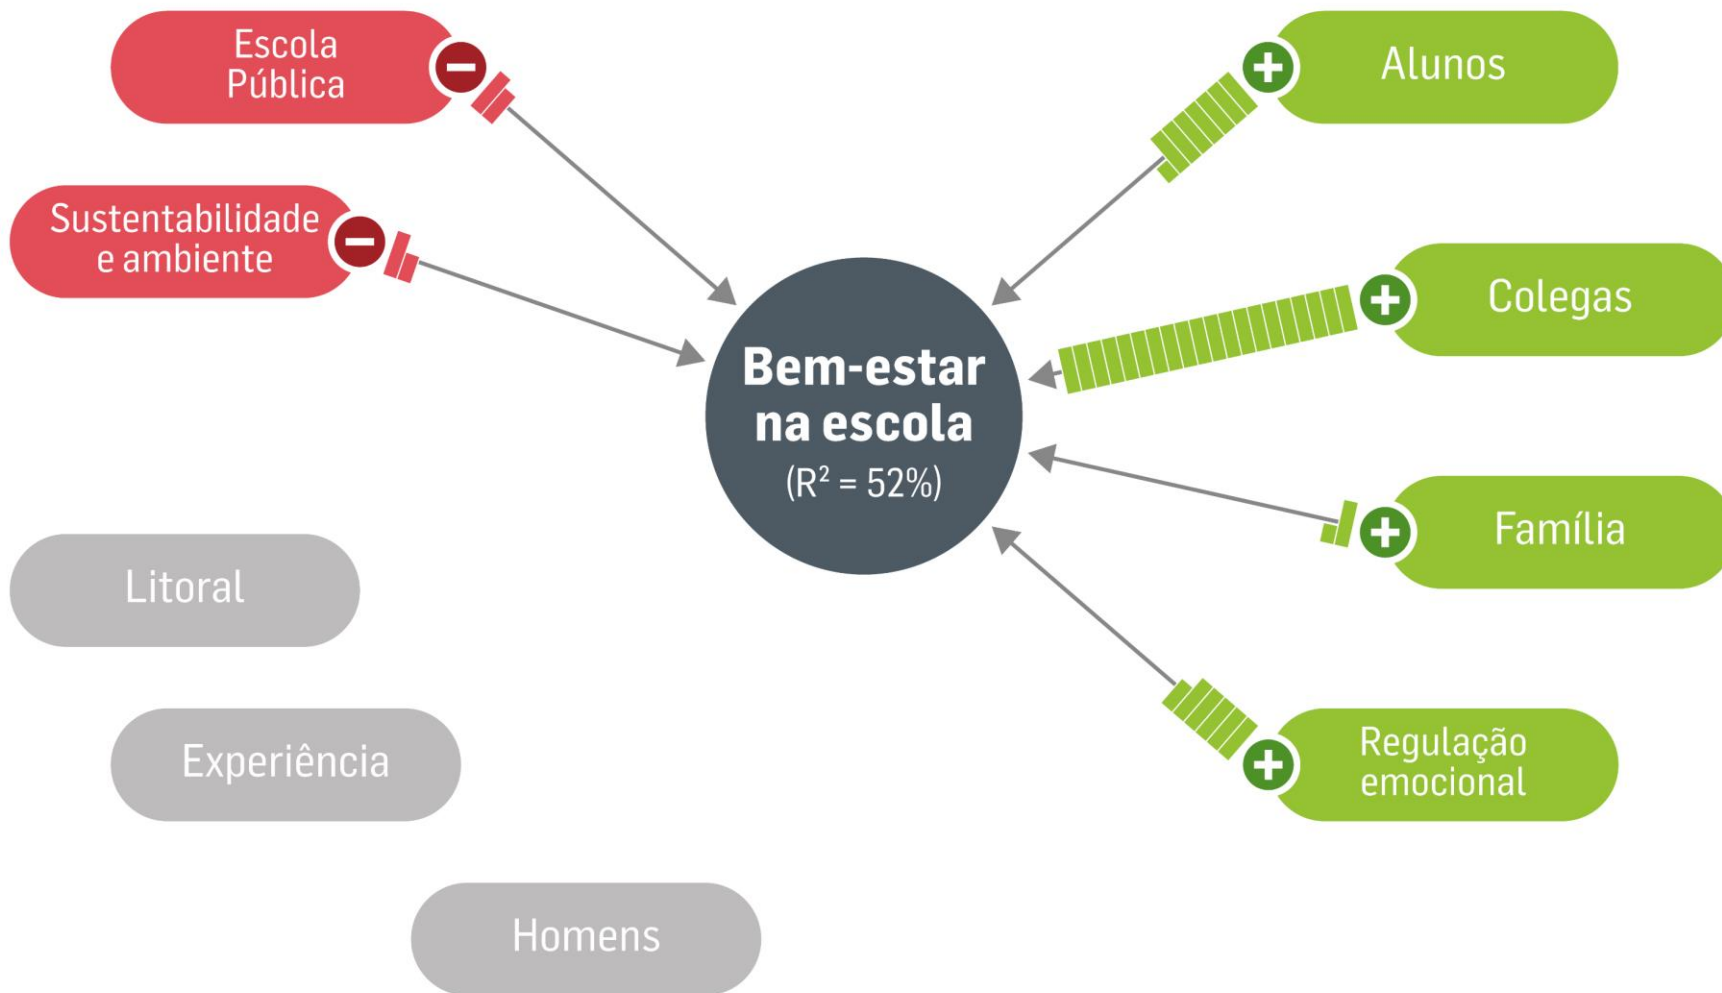 Escola
Pública
Sustentabilidade
e ambiente
Bem-estar
na escola
(R² = 52%)
Alunos
Colegas
Família
Regulação
emocional
Litoral
Experiência
Homens